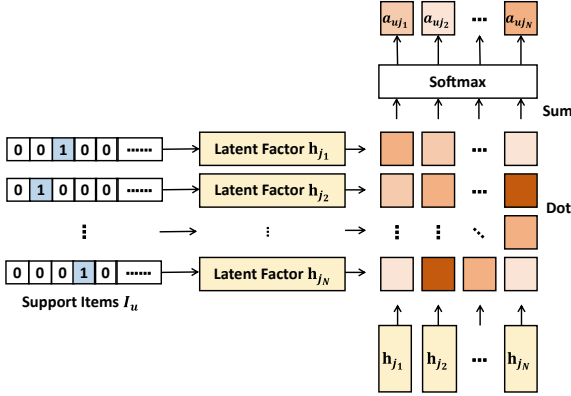 a_{uj_1} a_{uj_2} ... a_{uj_N}
Softmax
Sum
0 0 1 0 0 ...... Latent Factor h_{j_1} ...
0 1 0 0 0 ...... Latent Factor h_{j_2} ...
Dot
0 0 0 1 0 ...... Latent Factor h_{j_N}
Support Items I_u
h_{j_1} h_{j_2} ... h_{j_N}